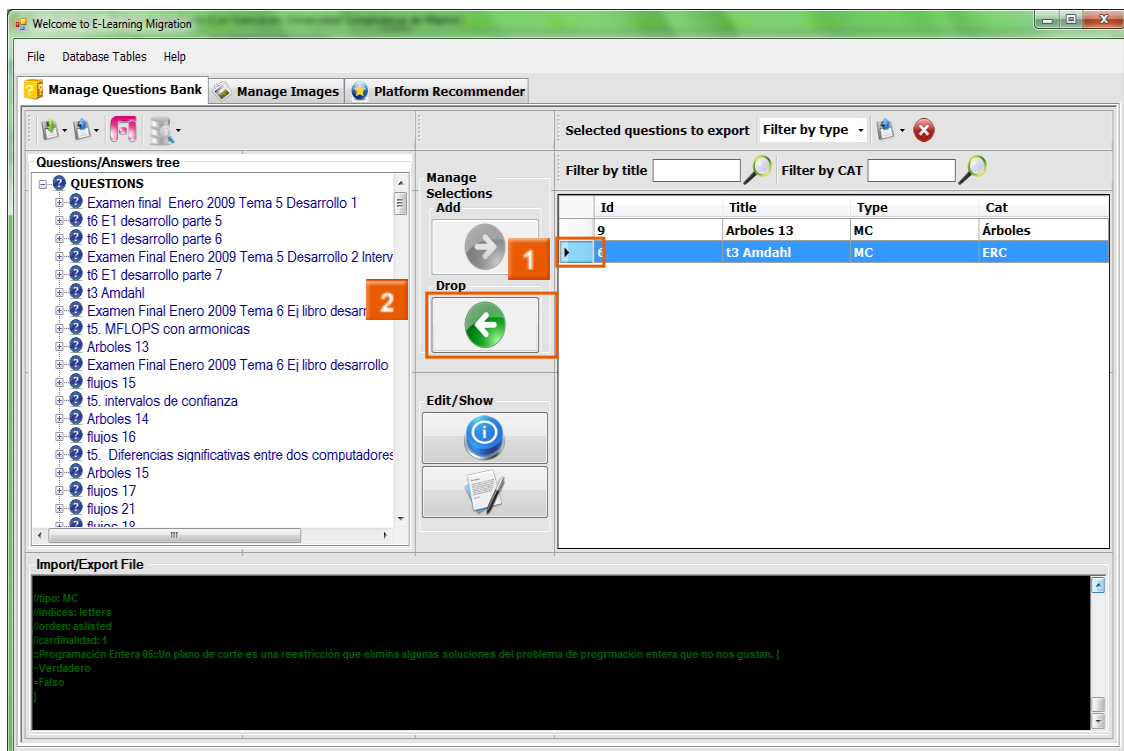 Welcome to E-Learning Migration
File Database Tables Help
Manage Questions Bank Manage Images Platform Recommender
Selected questions to export Filter by type
Filter by title Filter by CAT
Questions/Answers tree
QUESTIONS
Examen final Enero 2009 Tema 5 Desarrollo 1
t6 E1 desarrollo parte 5
t6 E1 desarrollo parte 6
Examen Final Enero 2009 Tema 5 Desarrollo 2 Interv
t6 E1 desarrollo parte 7
t3 Amdahl
Examen Final Enero 2009 Tema 6 Ej libro desarr
t5. MFLOPS con armonicas
Arboles 13
Examen Final Enero 2009 Tema 6 Ej libro desarrollo
flujos 15
t5. intervalos de confianza
Arboles 14
flujos 16
t5. Diferencias significativas entre dos computadores
Arboles 15
flujos 17
flujos 21
flujos 18
Manage
Selections
Add
1
Drop
2
Edit/Show
Id Title Type Cat
9 Arboles 13 MC Árboles
6 t3 Amdahl MC ERC
Import/Export File
//tipo: MC
//indices: letters
//orden: aslisted
//cardinalidad: 1
::Programación Entera 05::Un plano de corte es una reestricción que elimina algunas soluciones del problema de progrmación entera que no nos gustan. {
~Verdadero
=Falso
}